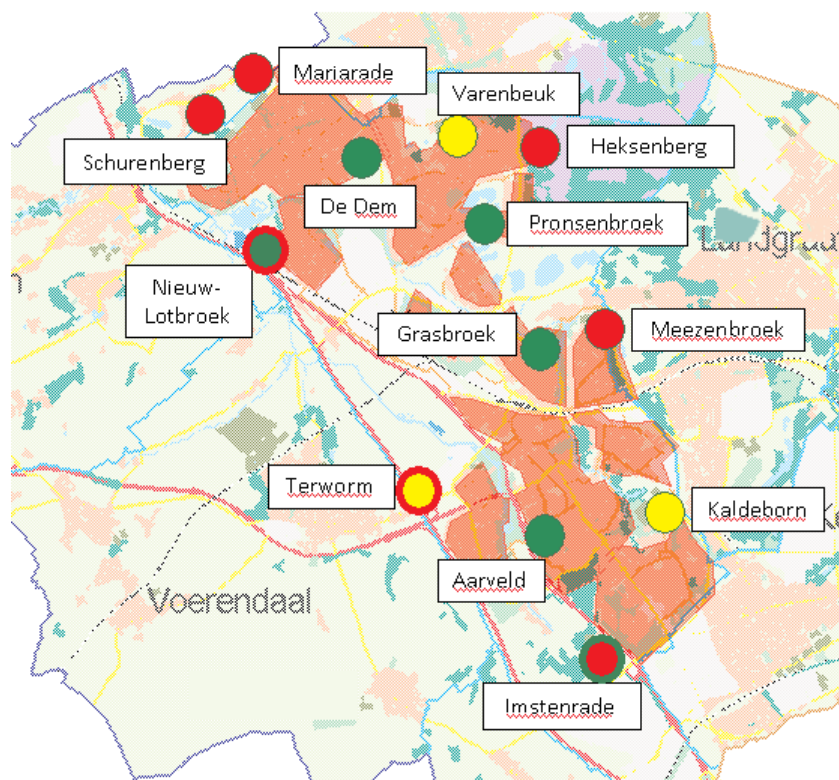 Mariarade
Varenbeuk
Schurenberg
Heksenberg
De Dem
Pronsenbroek
Landgraaf
Nieuw-
Lotbroek
Grasbroek
Meezenbroek
Terworm
Kaldeborn
Aarveld
Voerendaal
Imstenrade